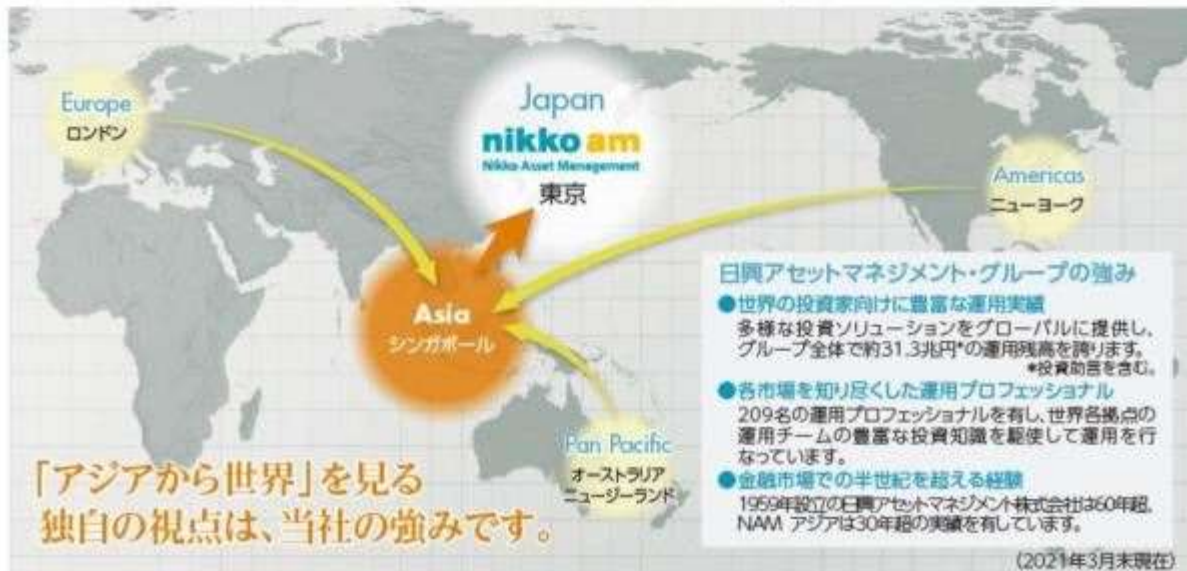 Europe
ロンドン
Japan
nikko am
Nikko Asset Management
東京
Americas
ニューヨーク
Asia
シンガポール
Pan Pacific
オーストラリア
ニュージーランド
「アジアから世界」を見る
独自の視点は、当社の強みです。
日興アセットマネジメント・グループの強み
●世界の投資家向けに豊富な運用実績
多様な投資ソリューションをグローバルに提供し、
グループ全体で約31.3兆円*の運用残高を誇ります。
*投資助言を含む。
●各市場を知り尽くした運用プロフェッショナル
209名の運用プロフェッショナルを有し、世界各拠点の
運用チームの豊富な投資知識を駆使して運用を行
なっています。
●金融市場での半世紀を超える経験
1959年設立の日興アセットマネジメント株式会社は60年超、
NAM アジアは30年超の実績を有しています。
(2021年3月末現在)